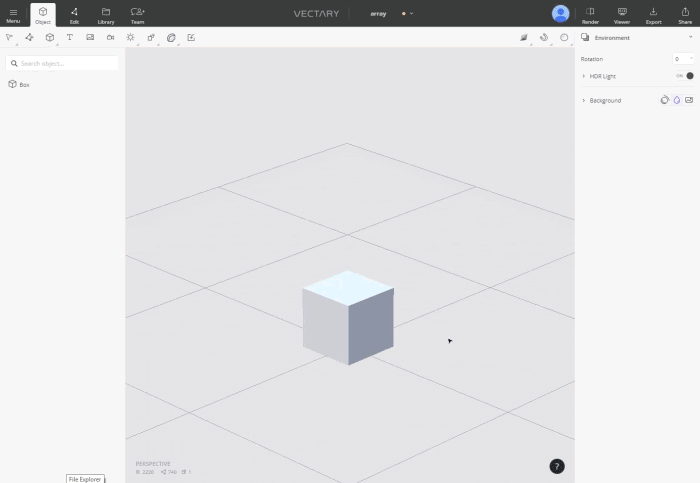 Menu
Object
Edit
Library
Team
VECTARY
array
Render
Viewer
Export
Share
Search object...
Box
Environment
Rotation
0
HDR Light
ON
Background
PERSPECTIVE
?
File Explorer